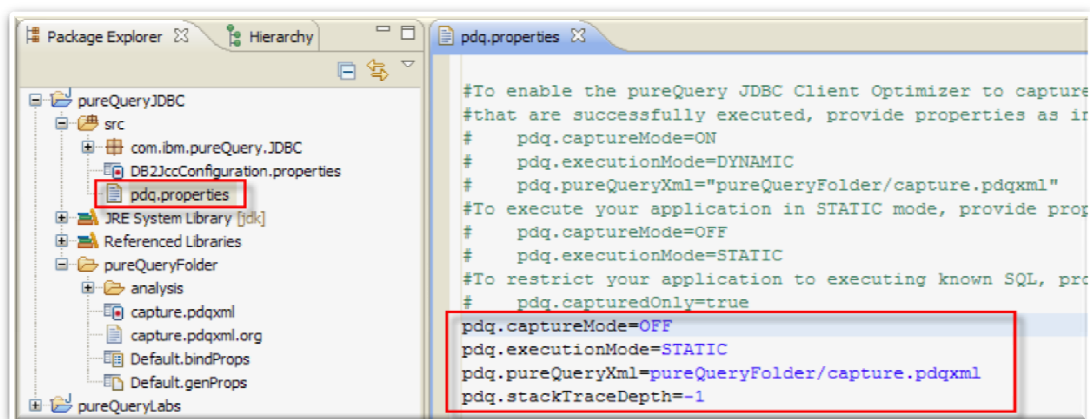 Package Explorer
Hierarchy
pureQueryJDBC
src
com.ibm.pureQuery.JDBC
DB2JccConfiguration.properties
pdq.properties
JRE System Library [jdk]
Referenced Libraries
pureQueryFolder
analysis
capture.pdqxml
capture.pdqxml.org
Default.bindProps
Default.genProps
pureQueryLabs
pdq.properties
#To enable the pureQuery JDBC Client Optimizer to capture
#that are successfully executed, provide properties as
# pdq.captureMode=ON
# pdq.executionMode=DYNAMIC
# pdq.pureQueryXml="pureQueryFolder/capture.pdqxml"
#To execute your application in STATIC mode, provide
# pdq.captureMode=OFF
# pdq.executionMode=STATIC
#To restrict your application to executing known SQL,
# pdq.capturedOnly=true
pdq.captureMode=OFF
pdq.executionMode=STATIC
pdq.pureQueryXml=pureQueryFolder/capture.pdqxml
pdq.stackTraceDepth=-1